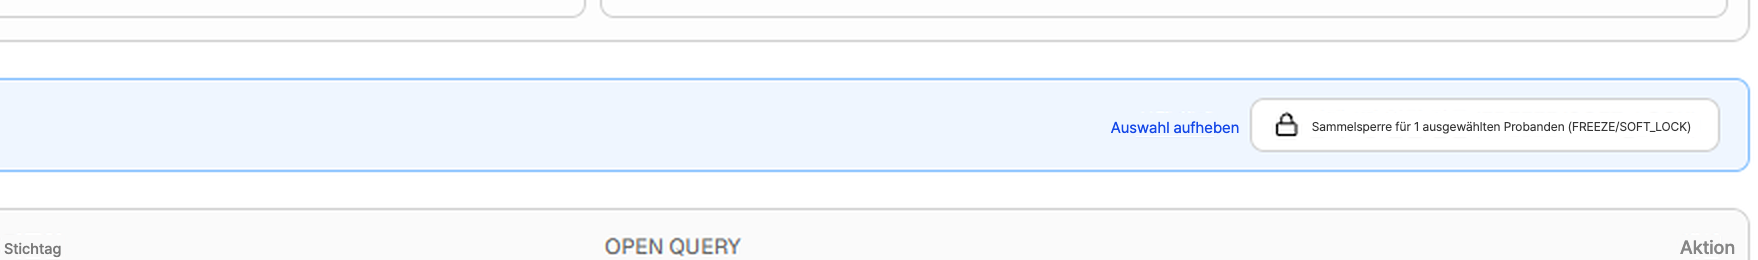 Auswahl aufheben
Sammelsperre für 1 ausgewählten Probanden (FREEZE/SOFT_LOCK)
Stichtag
OPEN QUERY
Aktion